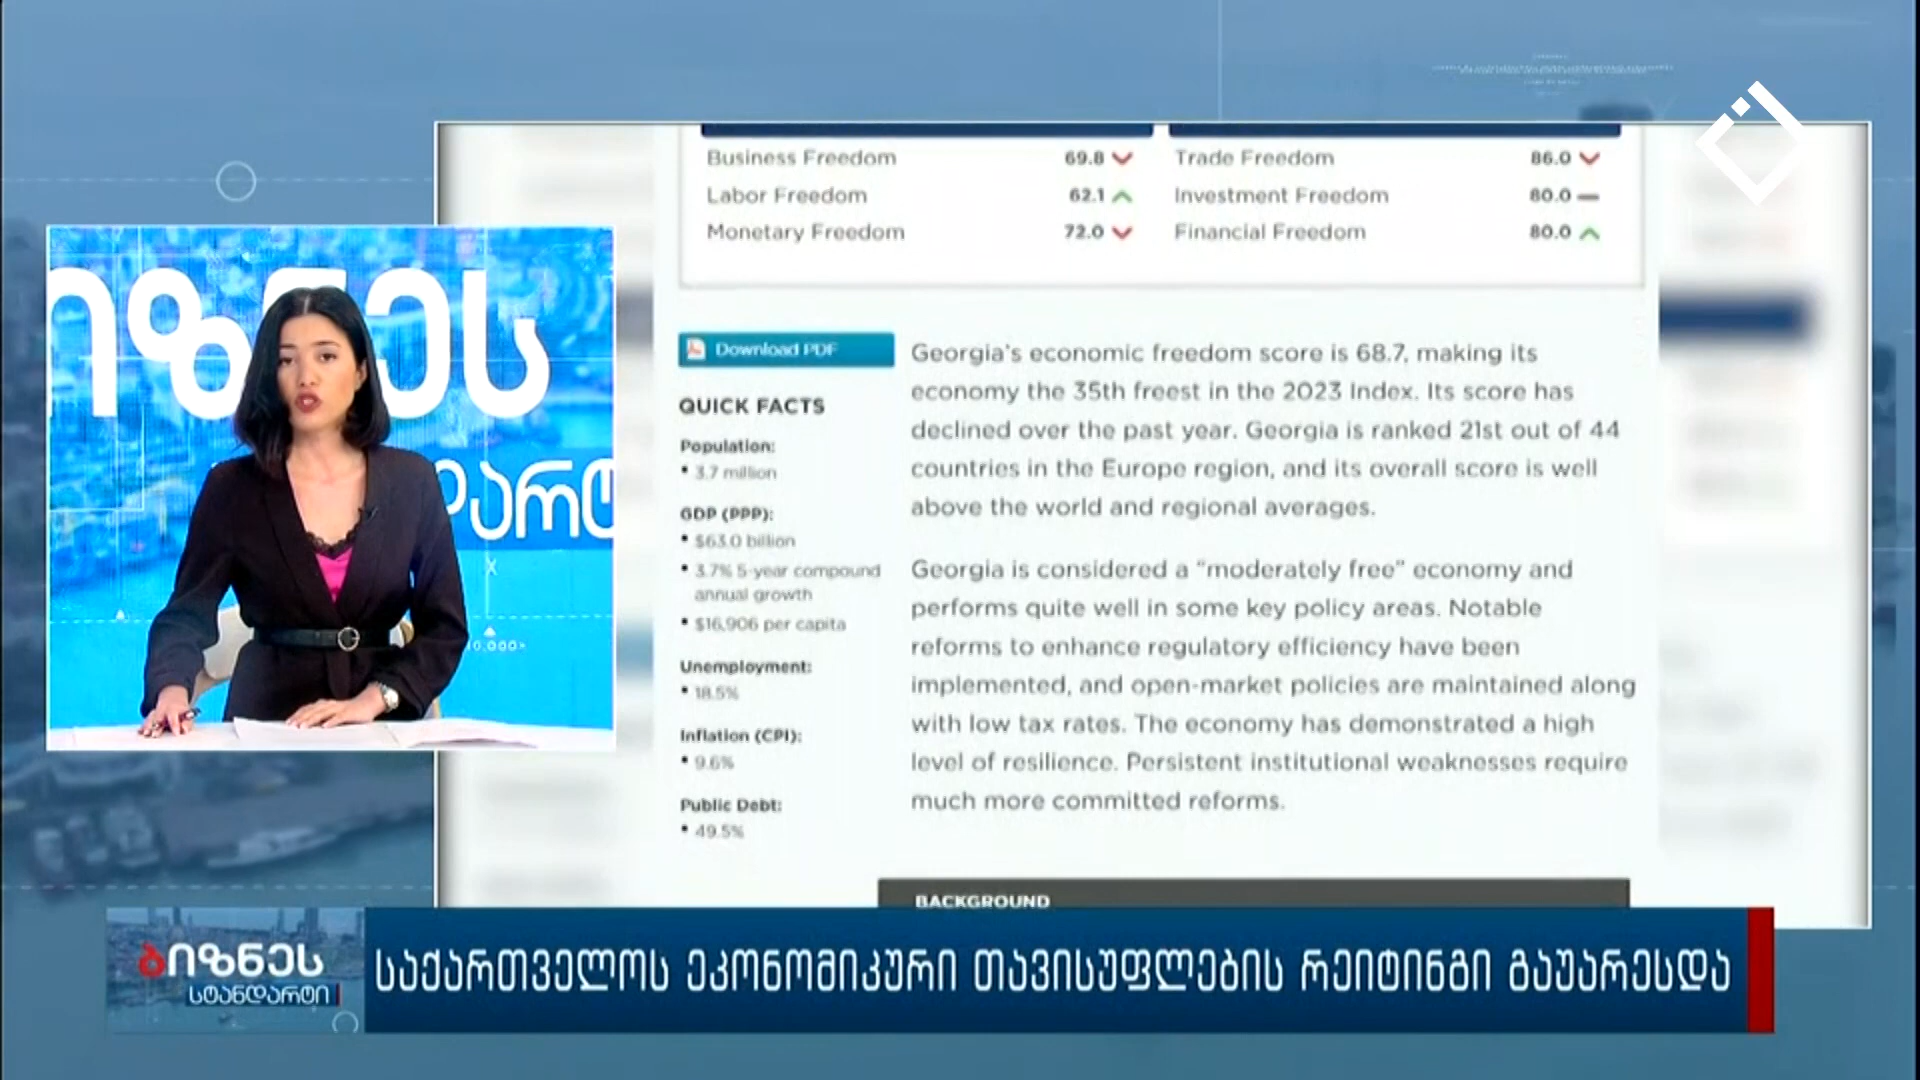 Business Freedom 69.8
Labor Freedom 62.1
Monetary Freedom 72.0
Trade Freedom 86.0
Investment Freedom 80.0
Financial Freedom 80.0
Download PDF
QUICK FACTS
Population:
• 3.7 million
GDP (PPP):
• $63.0 billion
• 3.7% 5-year compound
annual growth
• $16,906 per capita
Unemployment:
• 18.5%
Inflation (CPI):
• 9.6%
Public Debt:
• 49.5%
Georgia's economic freedom score is 68.7, making its
economy the 35th freest in the 2023 Index. Its score has
declined over the past year. Georgia is ranked 21st out of 44
countries in the Europe region, and its overall score is well
above the world and regional averages.
Georgia is considered a "moderately free" economy and
performs quite well in some key policy areas. Notable
reforms to enhance regulatory efficiency have been
implemented, and open-market policies are maintained along
with low tax rates. The economy has demonstrated a high
level of resilience. Persistent institutional weaknesses require
much more committed reforms.
BACKGROUND
ბიზნეს
სტანდარტი
საქართველოს ეკონომიკური თავისუფლების რეიტინგი გაუარესდა